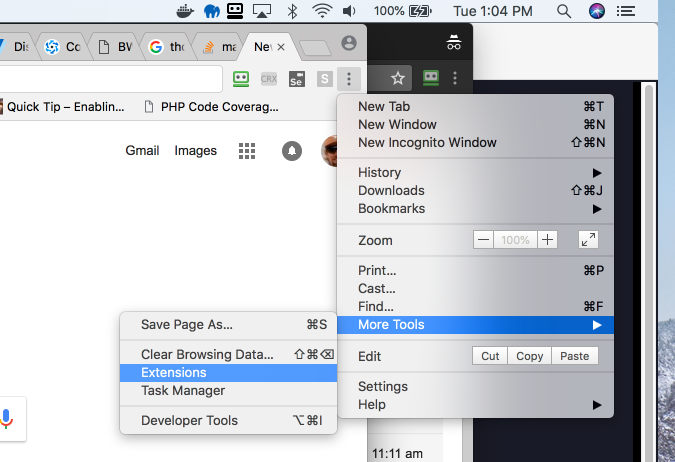 100%
Tue 1:04 PM
Dis
Co
BW
tho
ma
New
CRX
Se
S
Quick Tip – Enablin...
PHP Code Coverag...
Gmail
Images
New Tab ⌘T
New Window ⌘N
New Incognito Window ⇧⌘N
History ▶
Downloads ⇧⌘J
Bookmarks ▶
Zoom — 100% +
Print... ⌘P
Cast...
Find... ⌘F
More Tools ▶
Save Page As... ⌘S
Clear Browsing Data... ⇧⌘⌫
Extensions
Task Manager
Developer Tools ⌥⌘I
Edit Cut Copy Paste
Settings
Help ▶
11:11 am